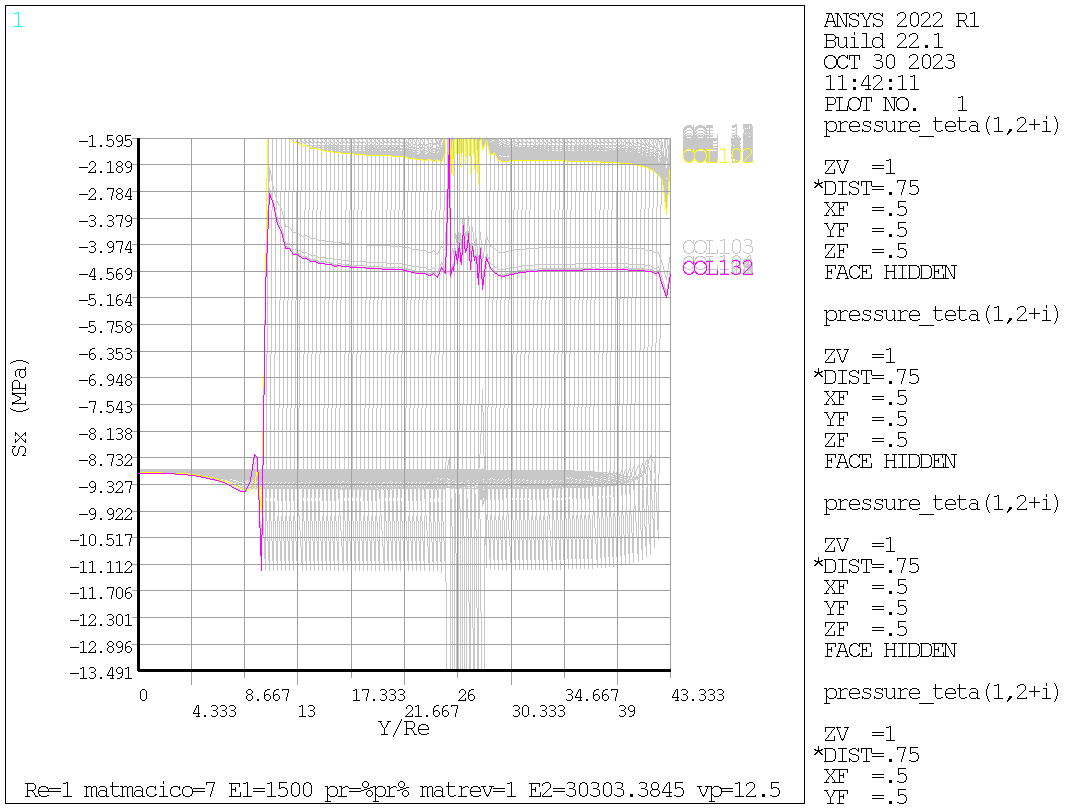 1
ANSYS 2022 R1
Build 22.1
OCT 30 2023
11:42:11
PLOT NO. 1
pressure_teta(1,2+i)
ZV =1
*DIST=.75
XF =.5
YF =.5
ZF =.5
FACE HIDDEN
pressure_teta(1,2+i)
ZV =1
*DIST=.75
XF =.5
YF =.5
ZF =.5
FACE HIDDEN
pressure_teta(1,2+i)
ZV =1
*DIST=.75
XF =.5
YF =.5
ZF =.5
FACE HIDDEN
pressure_teta(1,2+i)
ZV =1
*DIST=.75
XF =.5
YF =.5
COL102
COL103
COL132
Sx (MPa)
-1.595
-2.189
-2.784
-3.379
-3.974
-4.569
-5.164
-5.758
-6.353
-6.948
-7.543
-8.138
-8.732
-9.327
-9.922
-10.517
-11.112
-11.706
-12.301
-12.896
-13.491
0 8.667 17.333 26 34.667 43.333
4.333 13 21.667 30.333 39
Y/Re
Re=1 matmacico=7 E1=1500 pr=%pr% matrev=1 E2=30303.3845 vp=12.5